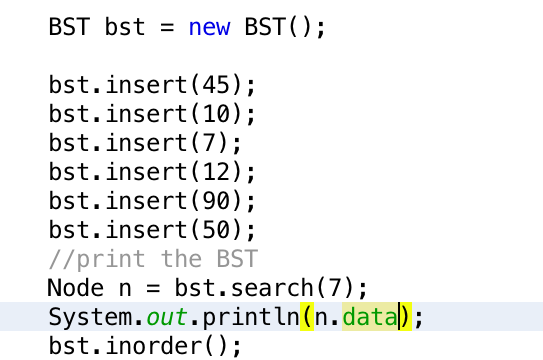 BST bst = new BST();
bst.insert(45);
bst.insert(10);
bst.insert(7);
bst.insert(12);
bst.insert(90);
bst.insert(50);
//print the BST
Node n = bst.search(7);
System.out.println(n.data);
bst.inorder();